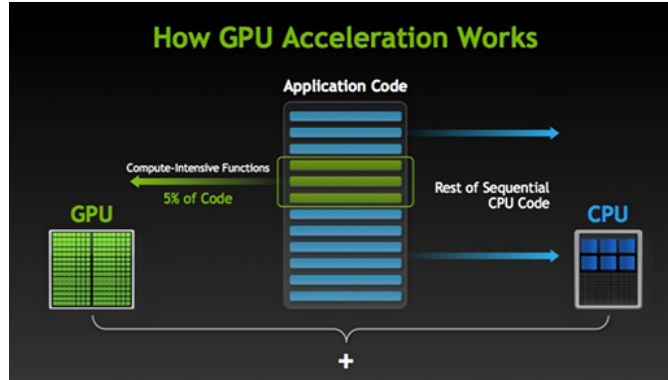 How GPU Acceleration Works
Application Code
Compute-Intensive Functions
5% of Code
Rest of Sequential
CPU Code
GPU
CPU
+